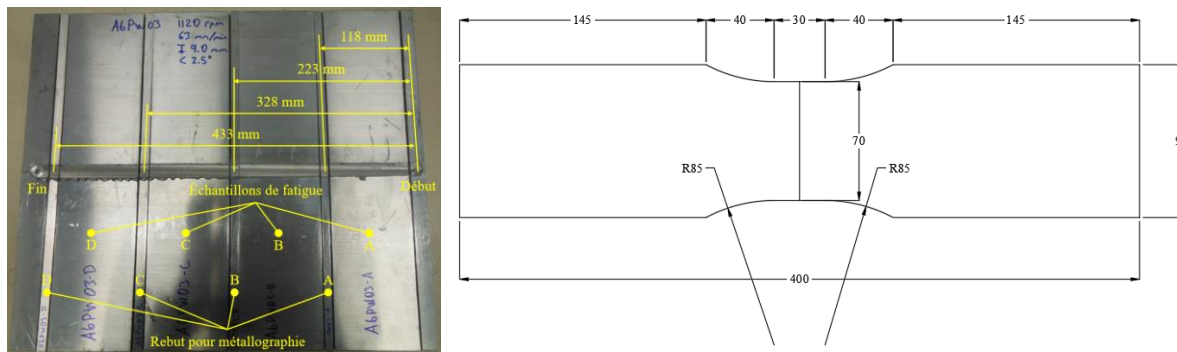 A6PW03
1120 rpm
63 mm/min
I 9.0 mm
< 2.5°
118 mm
223 mm
328 mm
433 mm
Fin
Début
Échantillons de fatigue
D
C
B
A
D
C
B
A
A6PW03-D
A6PW03-C
A6PW03-B
A6PW03-A
Rebut pour métallographie
145
40
30
40
145
70
R85
R85
400